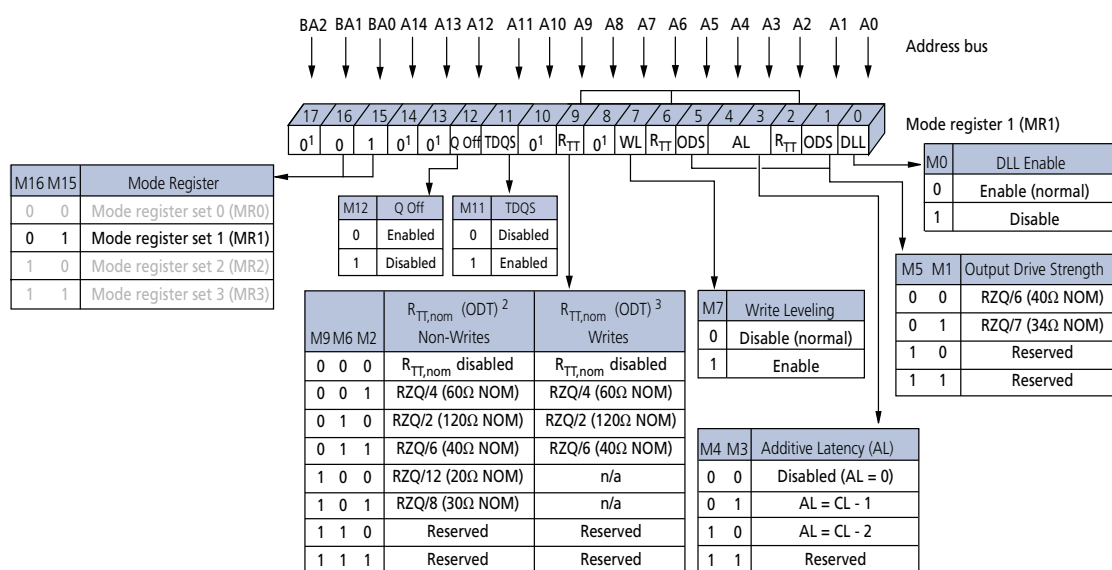 BA2 BA1 BA0 A14 A13 A12 A11 A10 A9 A8 A7 A6 A5 A4 A3 A2 A1 A0
Address bus
17 16 15 14 13 12 11 10 9 8 7 6 5 4 3 2 1 0
Mode register 1 (MR1)
0¹ 0 1 0¹ 0¹ Q Off TDQS 0¹ RTT 0¹ WL RTT ODS AL RTT ODS DLL
M16 M15 Mode Register
0 0 Mode register set 0 (MR0)
0 1 Mode register set 1 (MR1)
1 0 Mode register set 2 (MR2)
1 1 Mode register set 3 (MR3)
M12 Q Off
0 Enabled
1 Disabled
M11 TDQS
0 Disabled
1 Enabled
M0 DLL Enable
0 Enable (normal)
1 Disable
M5 M1 Output Drive Strength
0 0 RZQ/6 (40Ω NOM)
0 1 RZQ/7 (34Ω NOM)
1 0 Reserved
1 1 Reserved
M9 M6 M2 RTT,nom (ODT) ² Non-Writes RTT,nom (ODT) ³ Writes
0 0 0 RTT,nom disabled RTT,nom disabled
0 0 1 RZQ/4 (60Ω NOM) RZQ/4 (60Ω NOM)
0 1 0 RZQ/2 (120Ω NOM) RZQ/2 (120Ω NOM)
0 1 1 RZQ/6 (40Ω NOM) RZQ/6 (40Ω NOM)
1 0 0 RZQ/12 (20Ω NOM) n/a
1 0 1 RZQ/8 (30Ω NOM) n/a
1 1 0 Reserved Reserved
1 1 1 Reserved Reserved
M7 Write Leveling
0 Disable (normal)
1 Enable
M4 M3 Additive Latency (AL)
0 0 Disabled (AL = 0)
0 1 AL = CL - 1
1 0 AL = CL - 2
1 1 Reserved